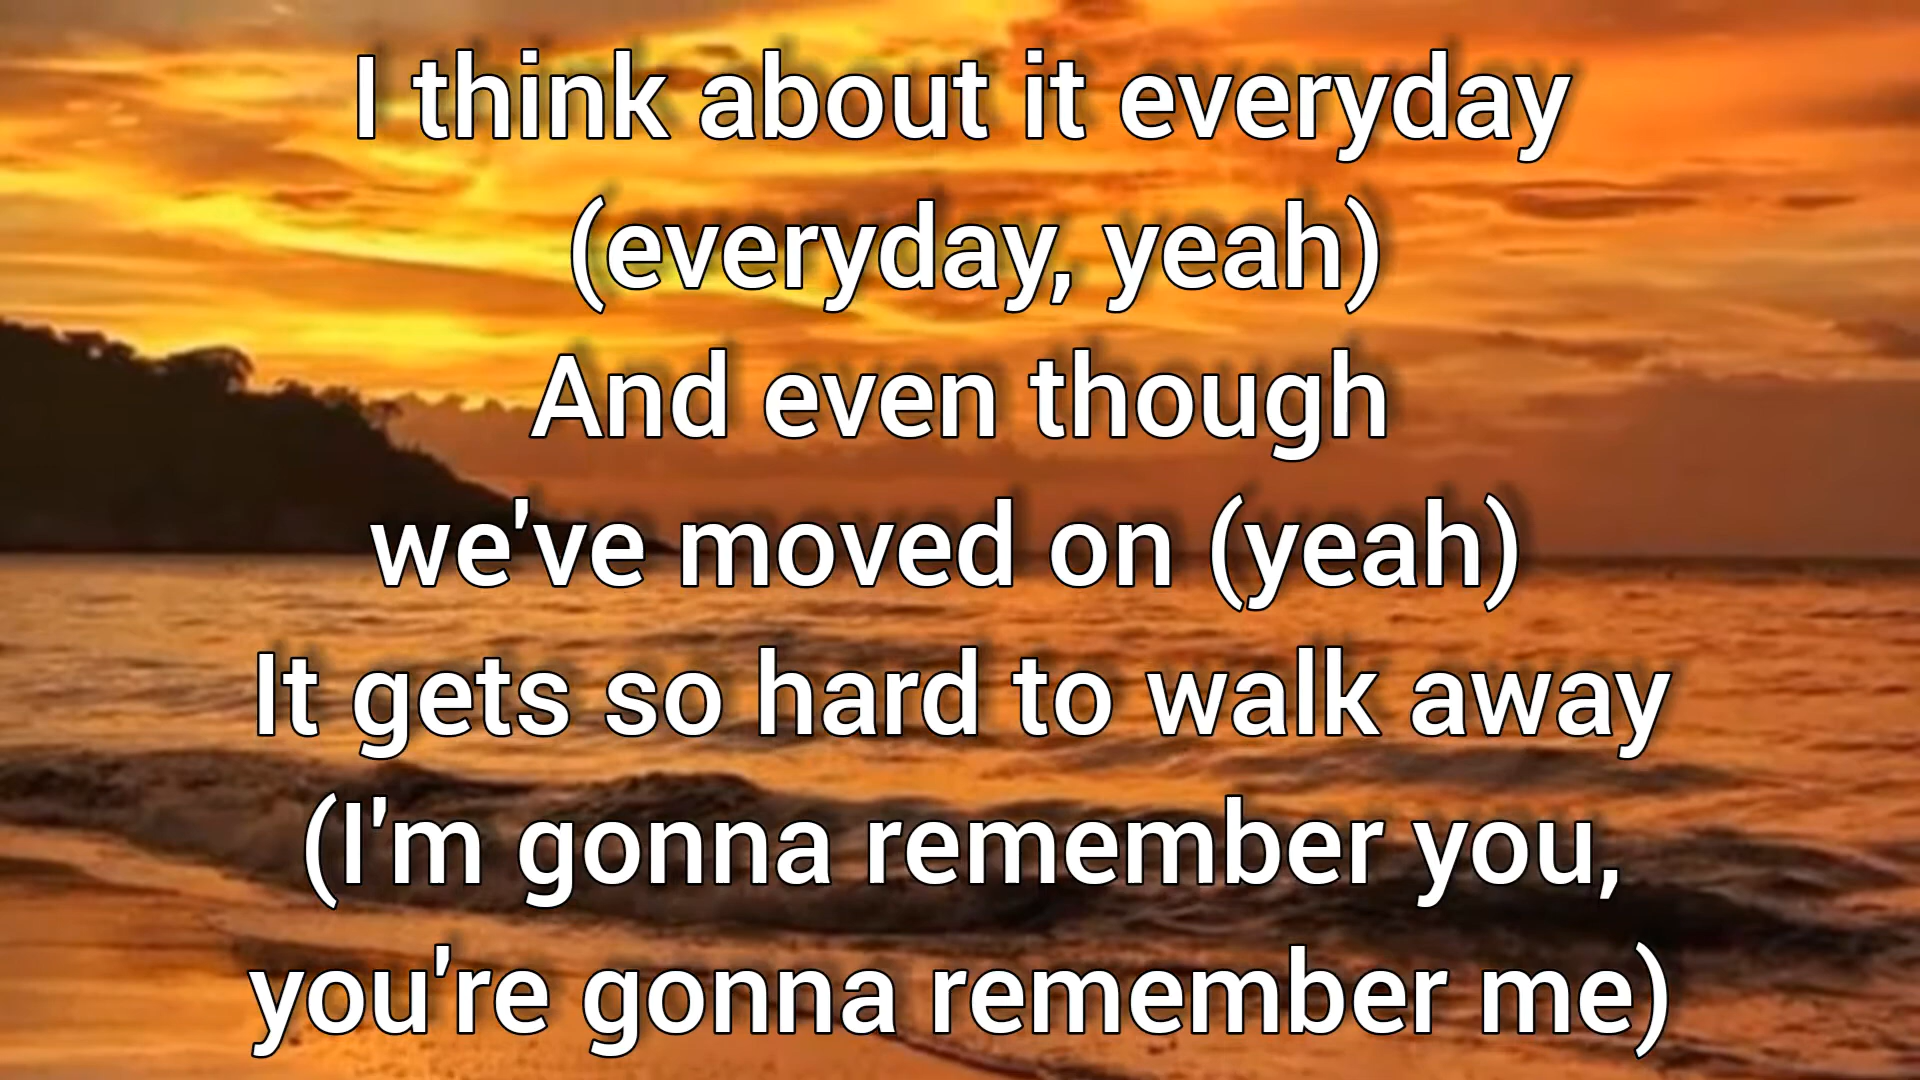 I think about it everyday
(everyday, yeah)
And even though
we've moved on (yeah)
It gets so hard to walk away
(I'm gonna remember you,
you're gonna remember me)